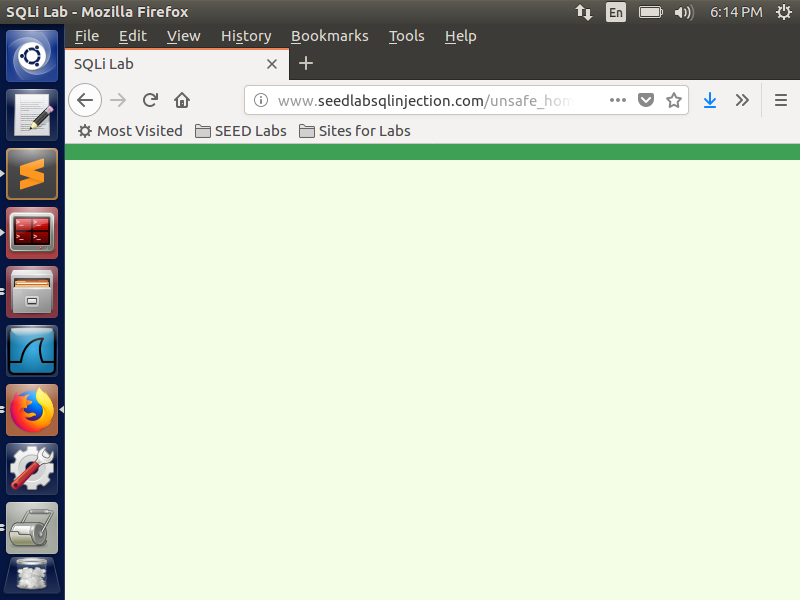 SQLi Lab - Mozilla Firefox En 6:14 PM
File Edit View History Bookmarks Tools Help
SQLi Lab
www.seedlabsqlinjection.com/unsafe_hom
Most Visited SEED Labs Sites for Labs